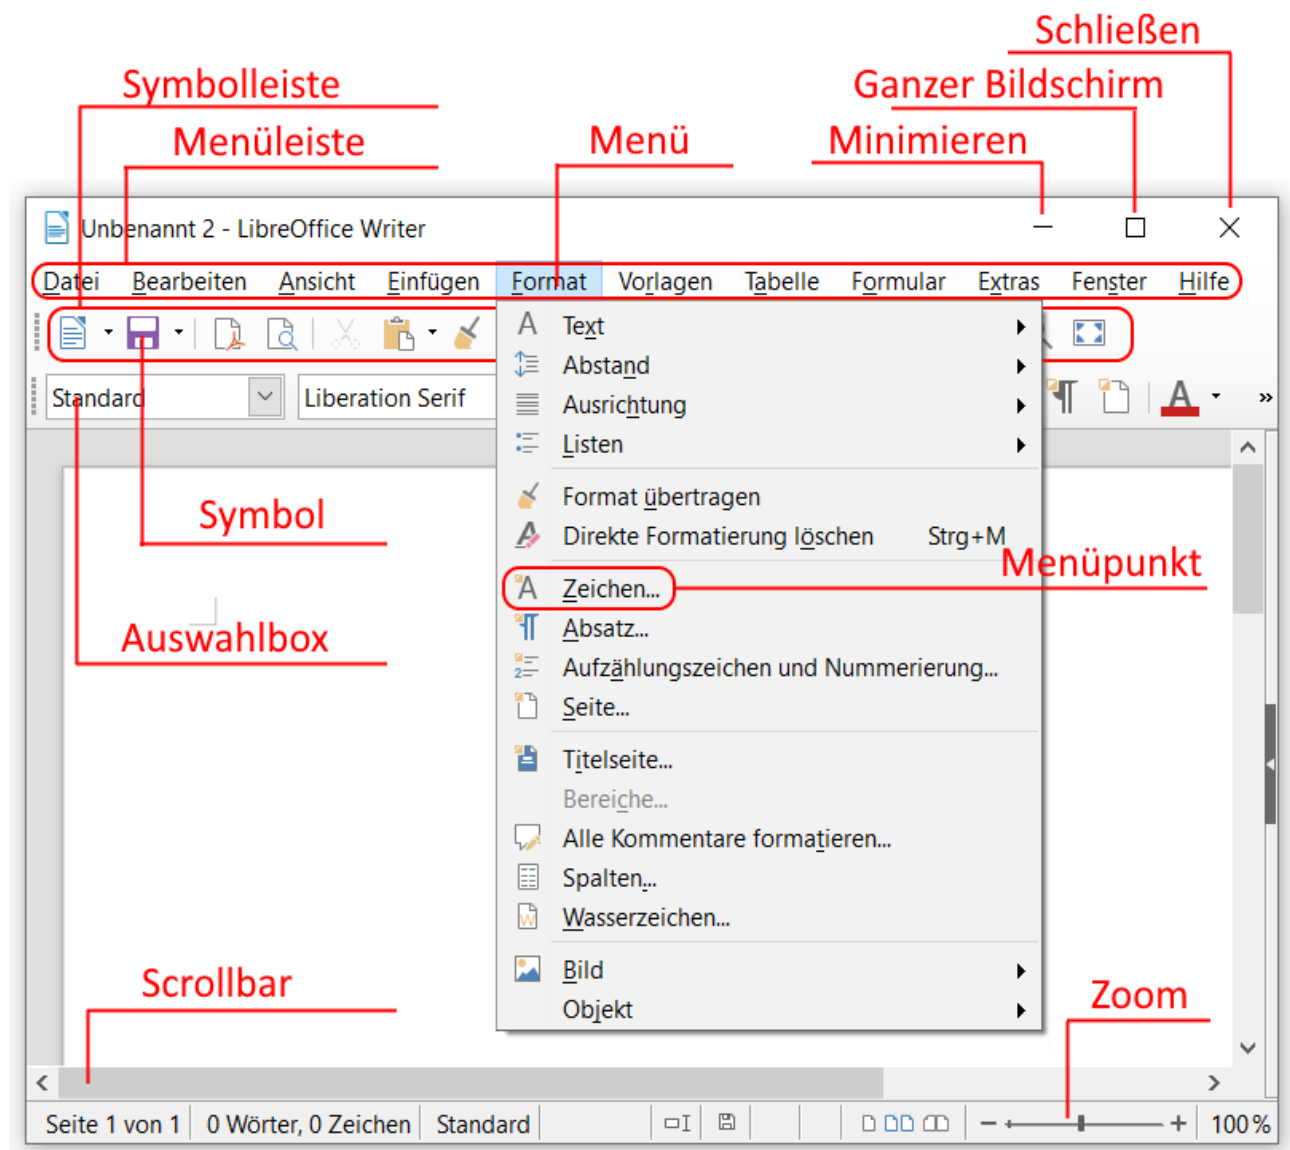 Schließen
Symbolleiste
Ganzer Bildschirm
Menüleiste
Menü
Minimieren
Unbenannt 2 - LibreOffice Writer
Datei Bearbeiten Ansicht Einfügen Format Vorlagen Tabelle Formular Extras Fenster Hilfe
Text
Abstand
Standard
Liberation Serif
Ausrichtung
Listen
Format übertragen
Symbol
Direkte Formatierung löschen Strg+M
Menüpunkt
Zeichen...
Absatz...
Auswahlbox
Aufzählungszeichen und Nummerierung...
Seite...
Titelseite...
Bereiche...
Alle Kommentare formatieren...
Spalten...
Wasserzeichen...
Bild
Scrollbar
Zoom
Objekt
Seite 1 von 1 0 Wörter, 0 Zeichen Standard 100%